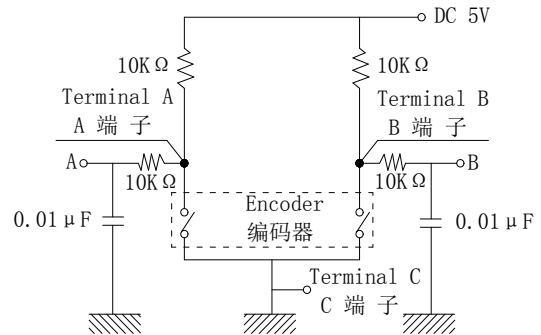 DC 5V
10KΩ
10KΩ
Terminal A
A 端 子
Terminal B
B 端 子
A
10KΩ
10KΩ
B
0.01μF
Encoder
编码器
0.01μF
Terminal C
C 端 子